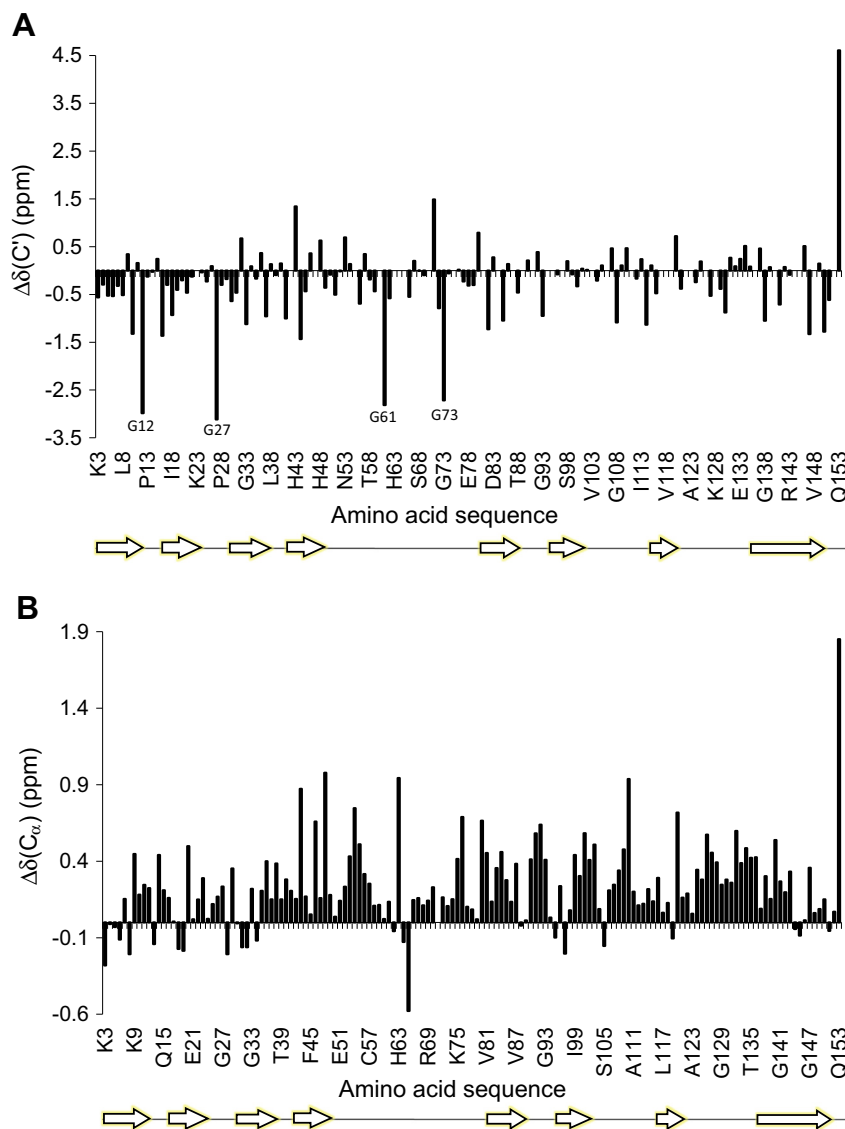 A
Δδ(C') (ppm)
4.5
3.5
2.5
1.5
0.5
-0.5
-1.5
-2.5
-3.5
G12
G27
G61
G73
K3
L8
P13
I18
K23
P28
G33
L38
H43
H48
N53
T58
H63
S68
G73
E78
D83
T88
G93
S98
V103
G108
I113
V118
A123
K128
E133
G138
R143
V148
Q153
Amino acid sequence
B
Δδ(Cα) (ppm)
1.9
1.4
0.9
0.4
-0.1
-0.6
K3
K9
Q15
E21
G27
G33
T39
F45
E51
C57
H63
R69
K75
V81
V87
G93
I99
S105
A111
L117
A123
G129
T135
G141
G147
Q153
Amino acid sequence